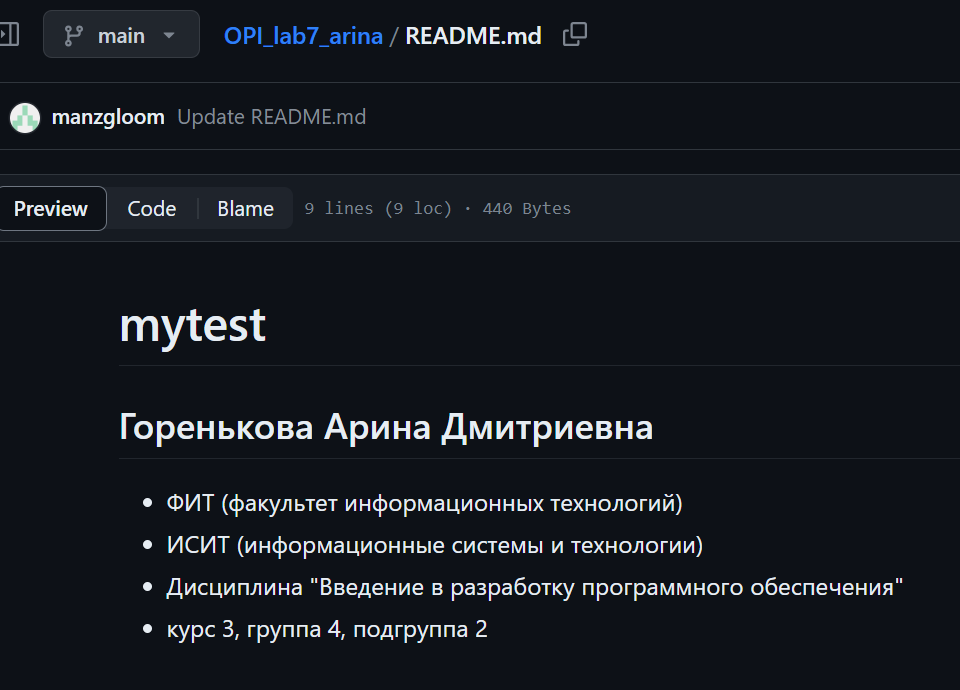 main
OPI_lab7_arina / README.md
manzgloom Update README.md
Preview Code Blame 9 lines (9 loc) · 440 Bytes
mytest
Горенькова Арина Дмитриевна
• ФИТ (факультет информационных технологий)
• ИСИТ (информационные системы и технологии)
• Дисциплина "Введение в разработку программного обеспечения"
• курс 3, группа 4, подгруппа 2